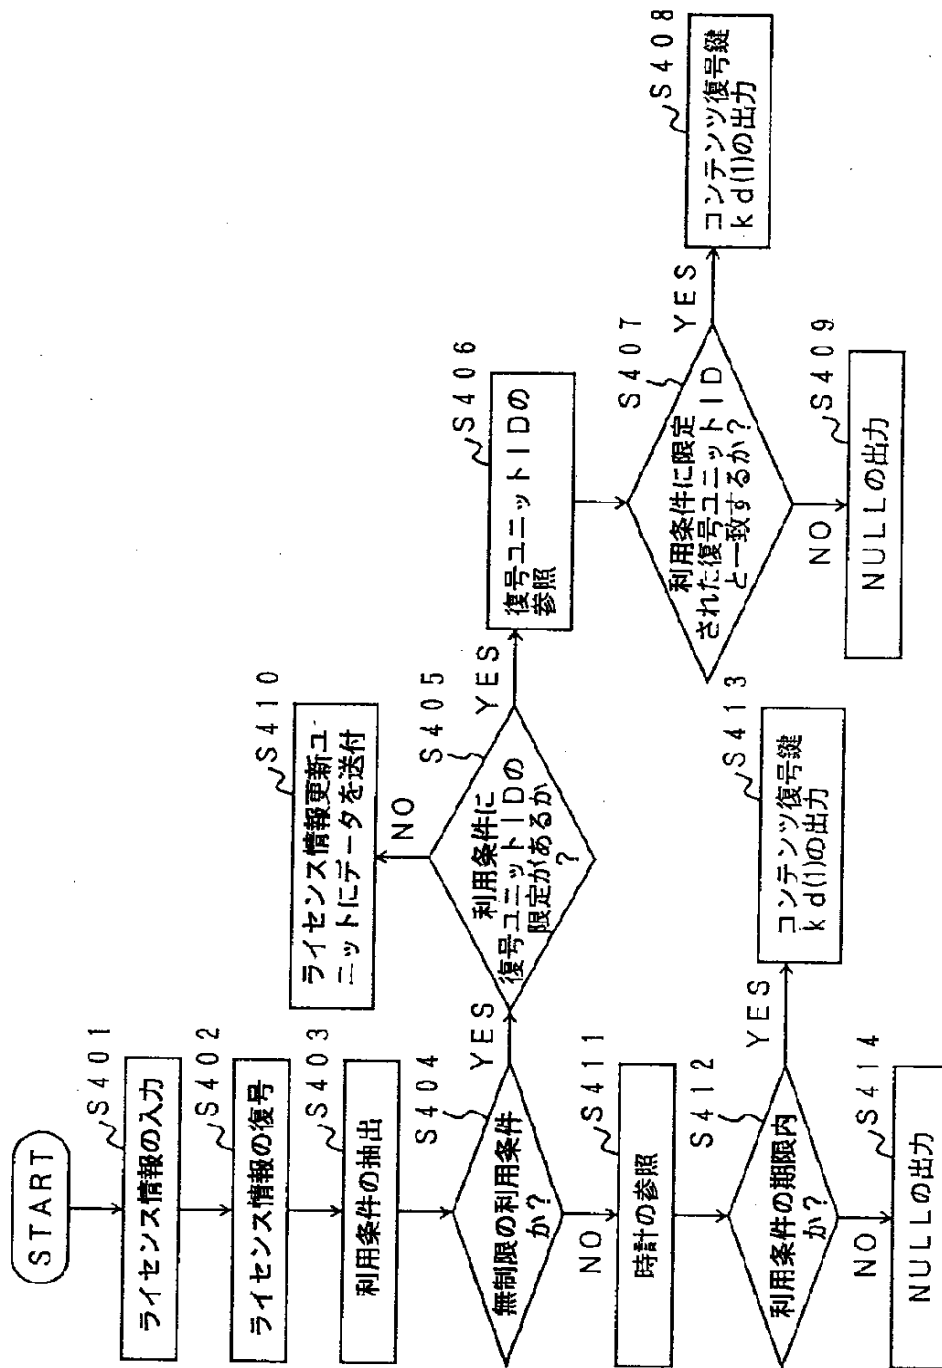 START
S401
ライセンス情報の入力
S402
ライセンス情報の復号
S403
利用条件の抽出
S404
無制限の利用条件
か?
YES
NO
S405
利用条件に
復号ユニットIDの
限定があるか
?
NO
YES
S410
ライセンス情報更新ユ
ニットにデータを送付
S406
復号ユニットIDの
参照
S407
利用条件に限定
された復号ユニットID
と一致するか?
YES
NO
S408
コンテンツ復号鍵
kd(l)の出力
S409
NULLの出力
S411
時計の参照
S412
利用条件の期限内
か?
YES
NO
S413
コンテンツ復号鍵
kd(l)の出力
S414
NULLの出力